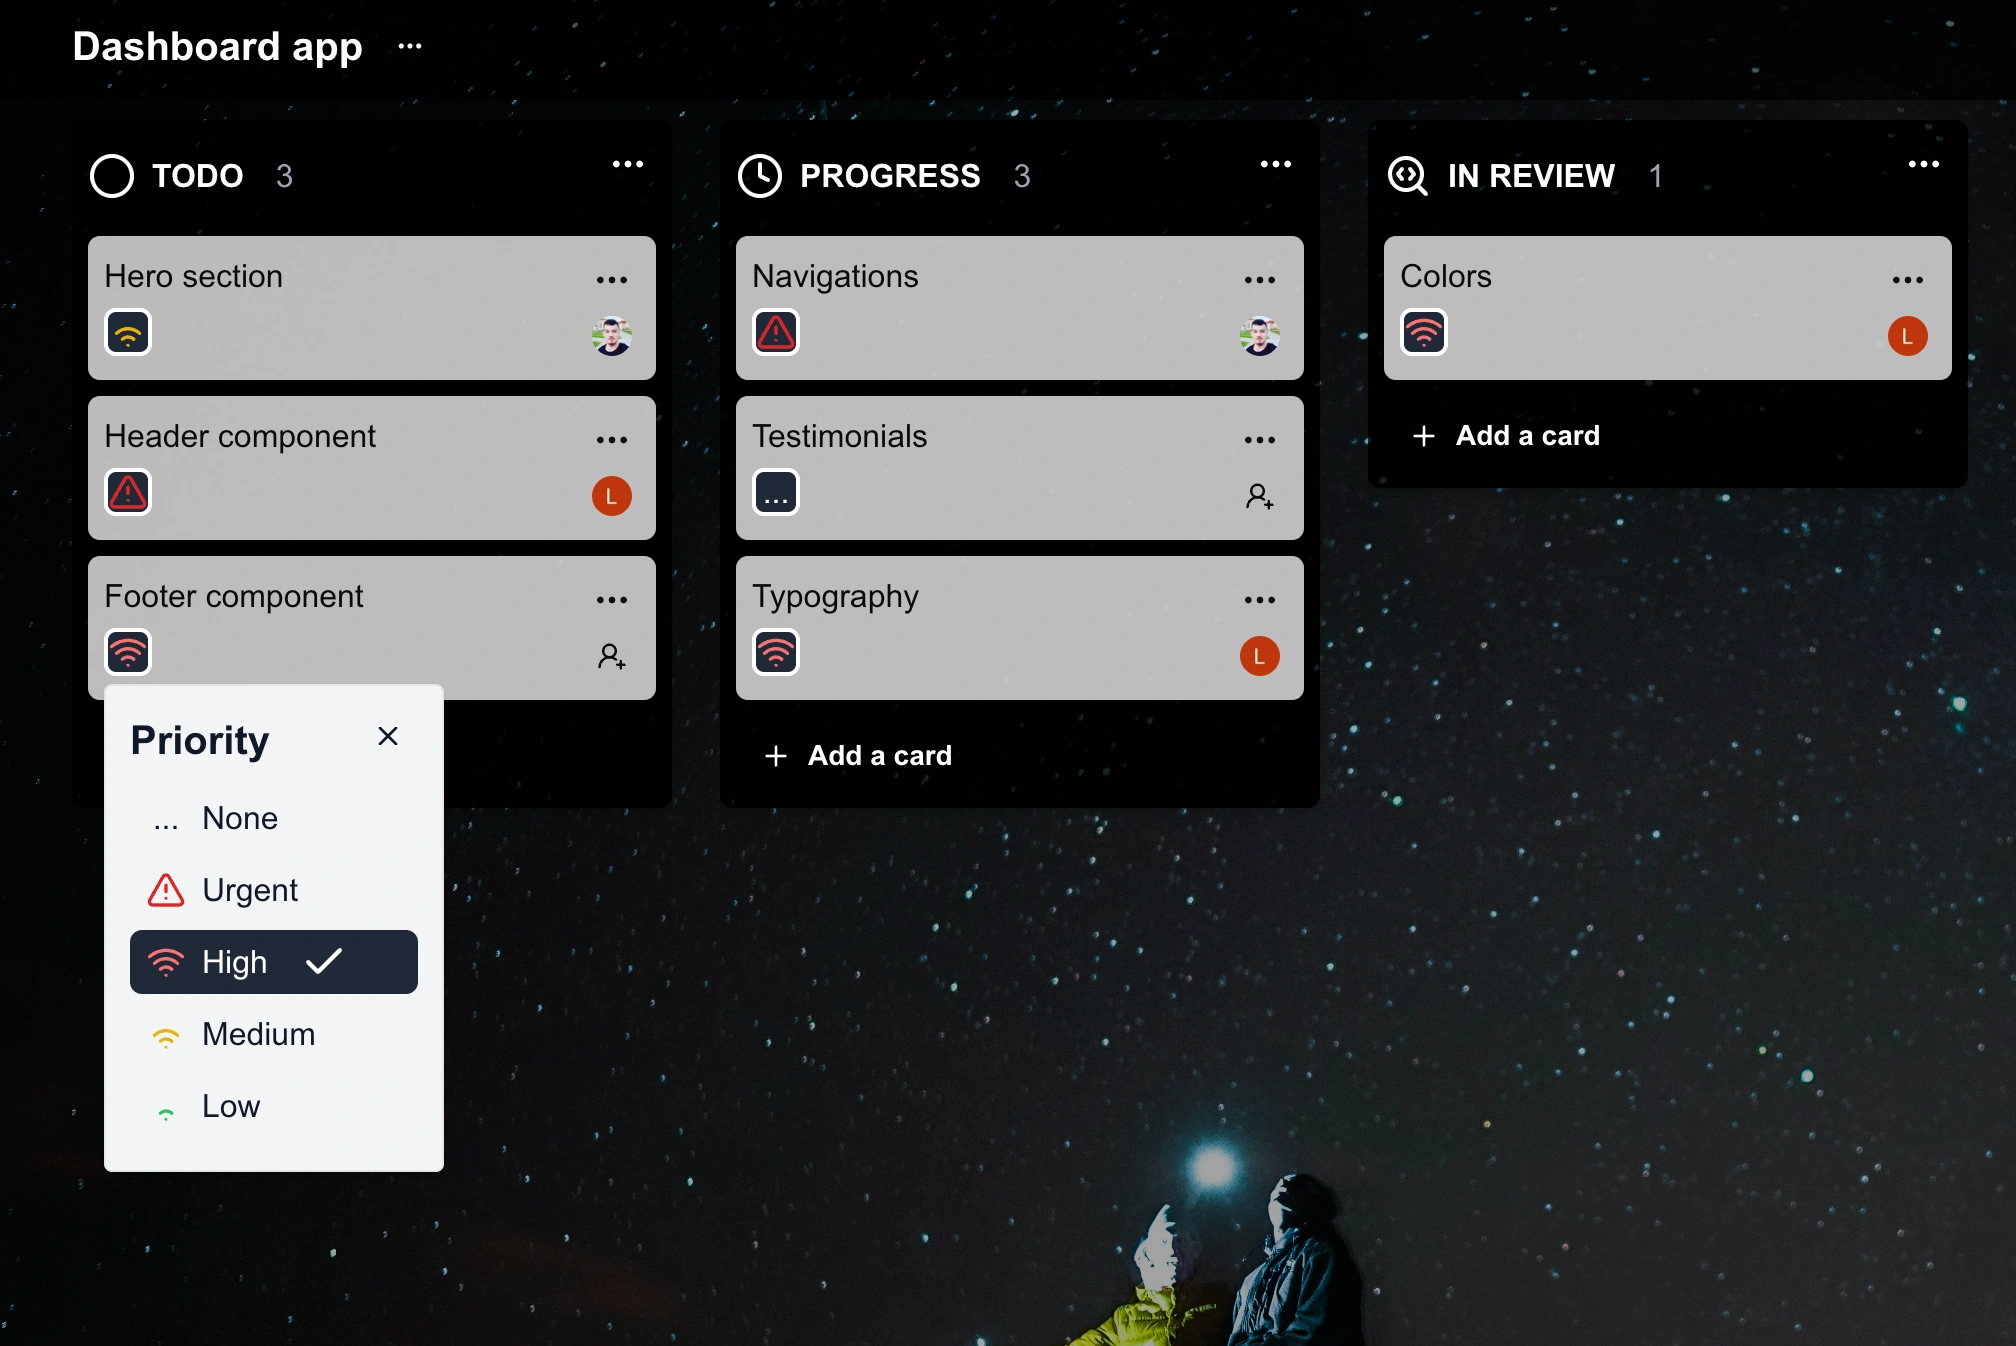 Dashboard app ...
TODO 3 ...
Hero section ...
Header component ...
L
Footer component ...
Priority
... None
Urgent
High
Medium
Low
PROGRESS 3 ...
Navigations ...
Testimonials ...
...
Typography ...
L
+ Add a card
IN REVIEW 1 ...
Colors ...
L
+ Add a card